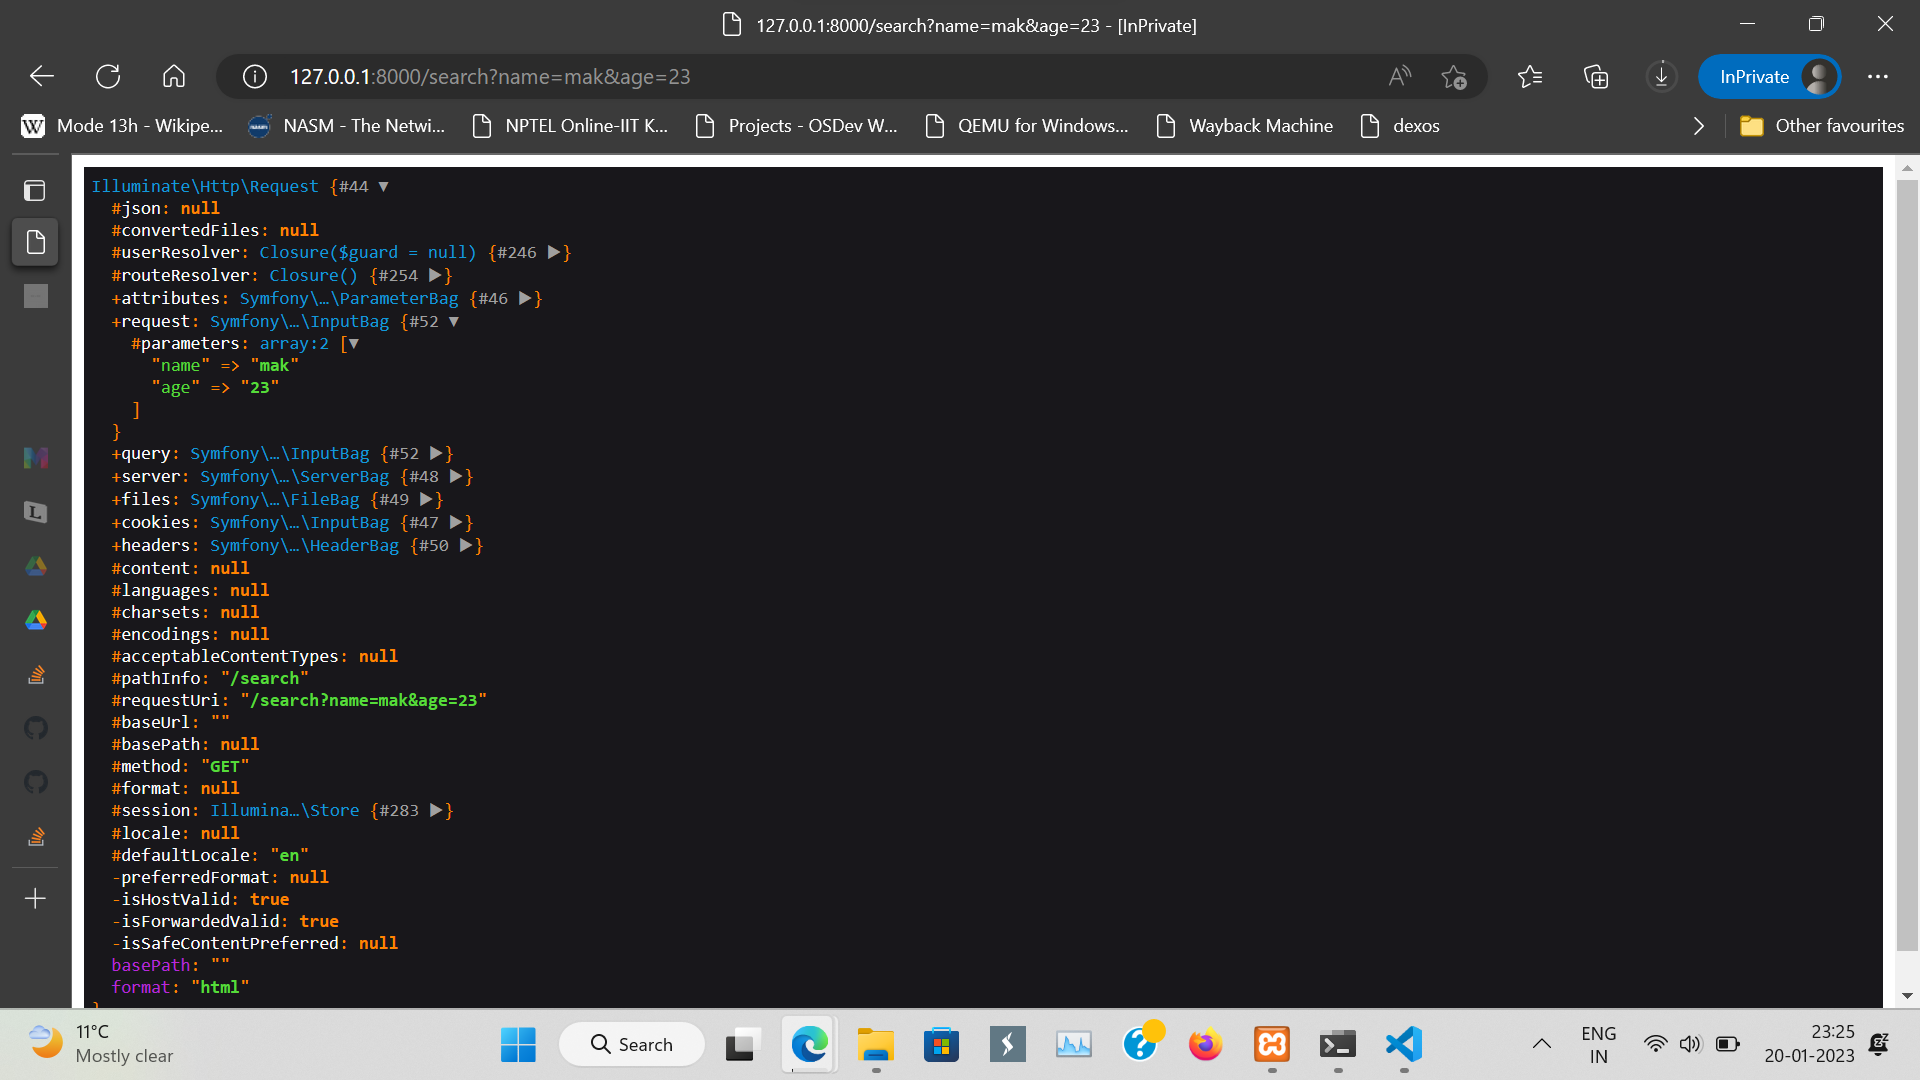 127.0.0.1:8000/search?name=mak&age=23 - [InPrivate]
127.0.0.1:8000/search?name=mak&age=23
InPrivate
W Mode 13h - Wikipe...
NASM - The Netwi...
NPTEL Online-IIT K...
Projects - OSDev W...
QEMU for Windows...
Wayback Machine
dexos
Other favourites
Illuminate\Http\Request {#44 ▼
#json: null
#convertedFiles: null
#userResolver: Closure($guard = null) {#246 ▶}
#routeResolver: Closure() {#254 ▶}
+attributes: Symfony\…\ParameterBag {#46 ▶}
+request: Symfony\…\InputBag {#52 ▼
#parameters: array:2 [▼
"name" => "mak"
"age" => "23"
]
}
+query: Symfony\…\InputBag {#52 ▶}
+server: Symfony\…\ServerBag {#48 ▶}
+files: Symfony\…\FileBag {#49 ▶}
+cookies: Symfony\…\InputBag {#47 ▶}
+headers: Symfony\…\HeaderBag {#50 ▶}
#content: null
#languages: null
#charsets: null
#encodings: null
#acceptableContentTypes: null
#pathInfo: "/search"
#requestUri: "/search?name=mak&age=23"
#baseUrl: ""
#basePath: null
#method: "GET"
#format: null
#session: Illumina…\Store {#283 ▶}
#locale: null
#defaultLocale: "en"
-preferredFormat: null
-isHostValid: true
-isForwardedValid: true
-isSafeContentPreferred: null
basePath: ""
format: "html"
}
11°C
Mostly clear
Search
ENG
IN
23:25
20-01-2023